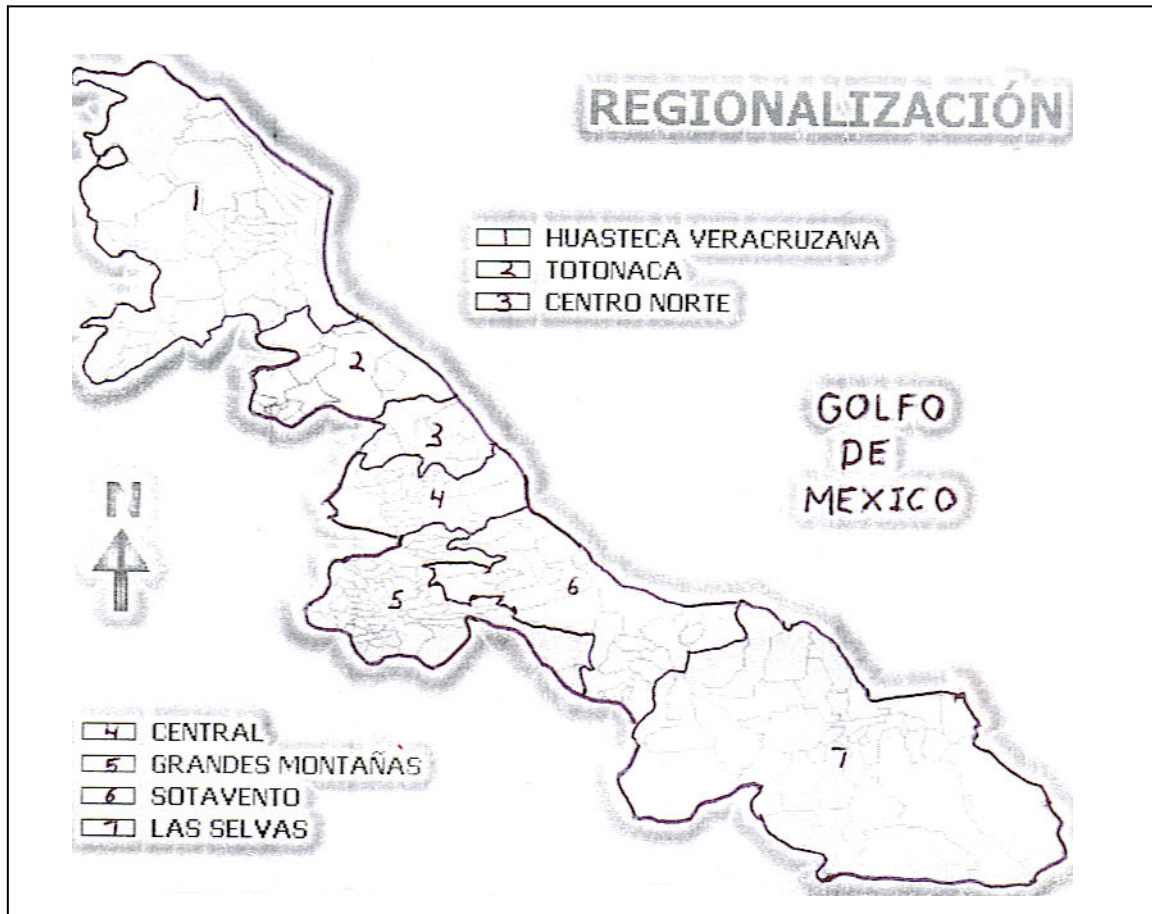 REGIONALIZACIÓN
1 HUASTECA VERACRUZANA
2 TOTONACA
3 CENTRO NORTE
1
2
3
4
5
6
7
GOLFO
DE
MEXICO
N
4 CENTRAL
5 GRANDES MONTAÑAS
6 SOTAVENTO
7 LAS SELVAS